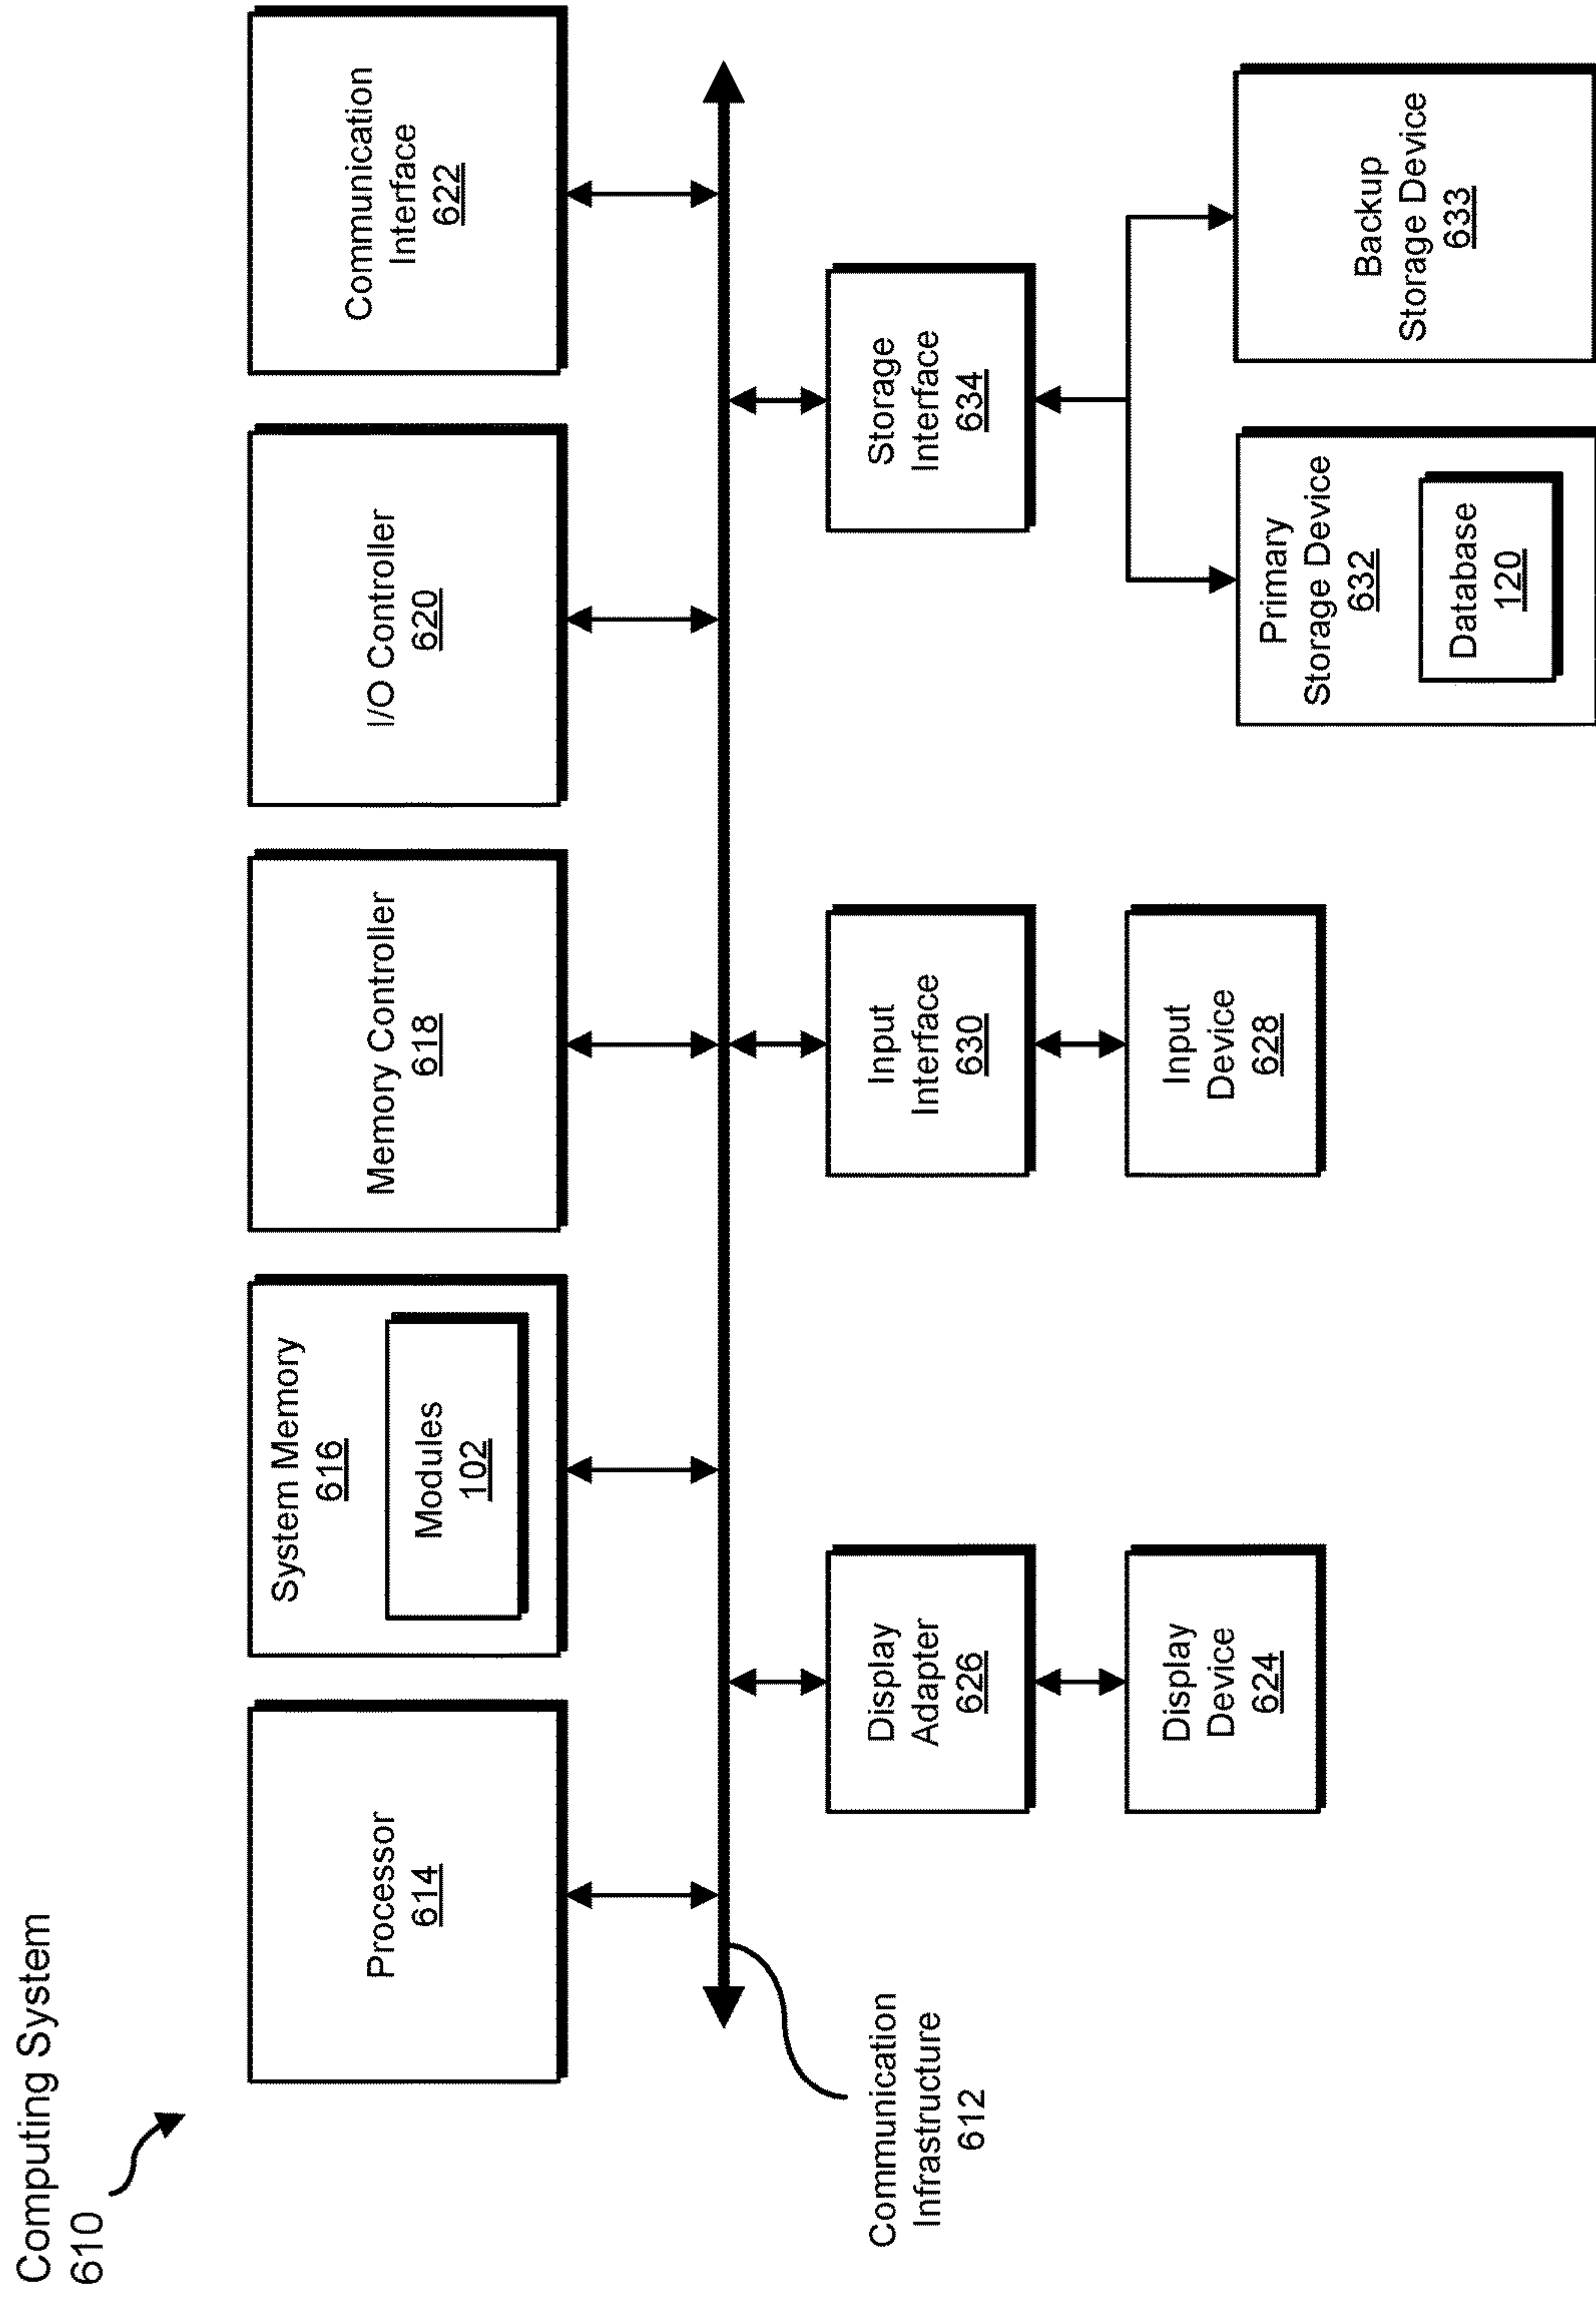 Computing System
610
Processor
614
System Memory
616
Modules
102
Memory Controller
618
I/O Controller
620
Communication
Interface
622
Communication
Infrastructure
612
Display
Adapter
626
Input
Interface
630
Storage
Interface
634
Display
Device
624
Input
Device
628
Primary
Storage Device
632
Database
120
Backup
Storage Device
633